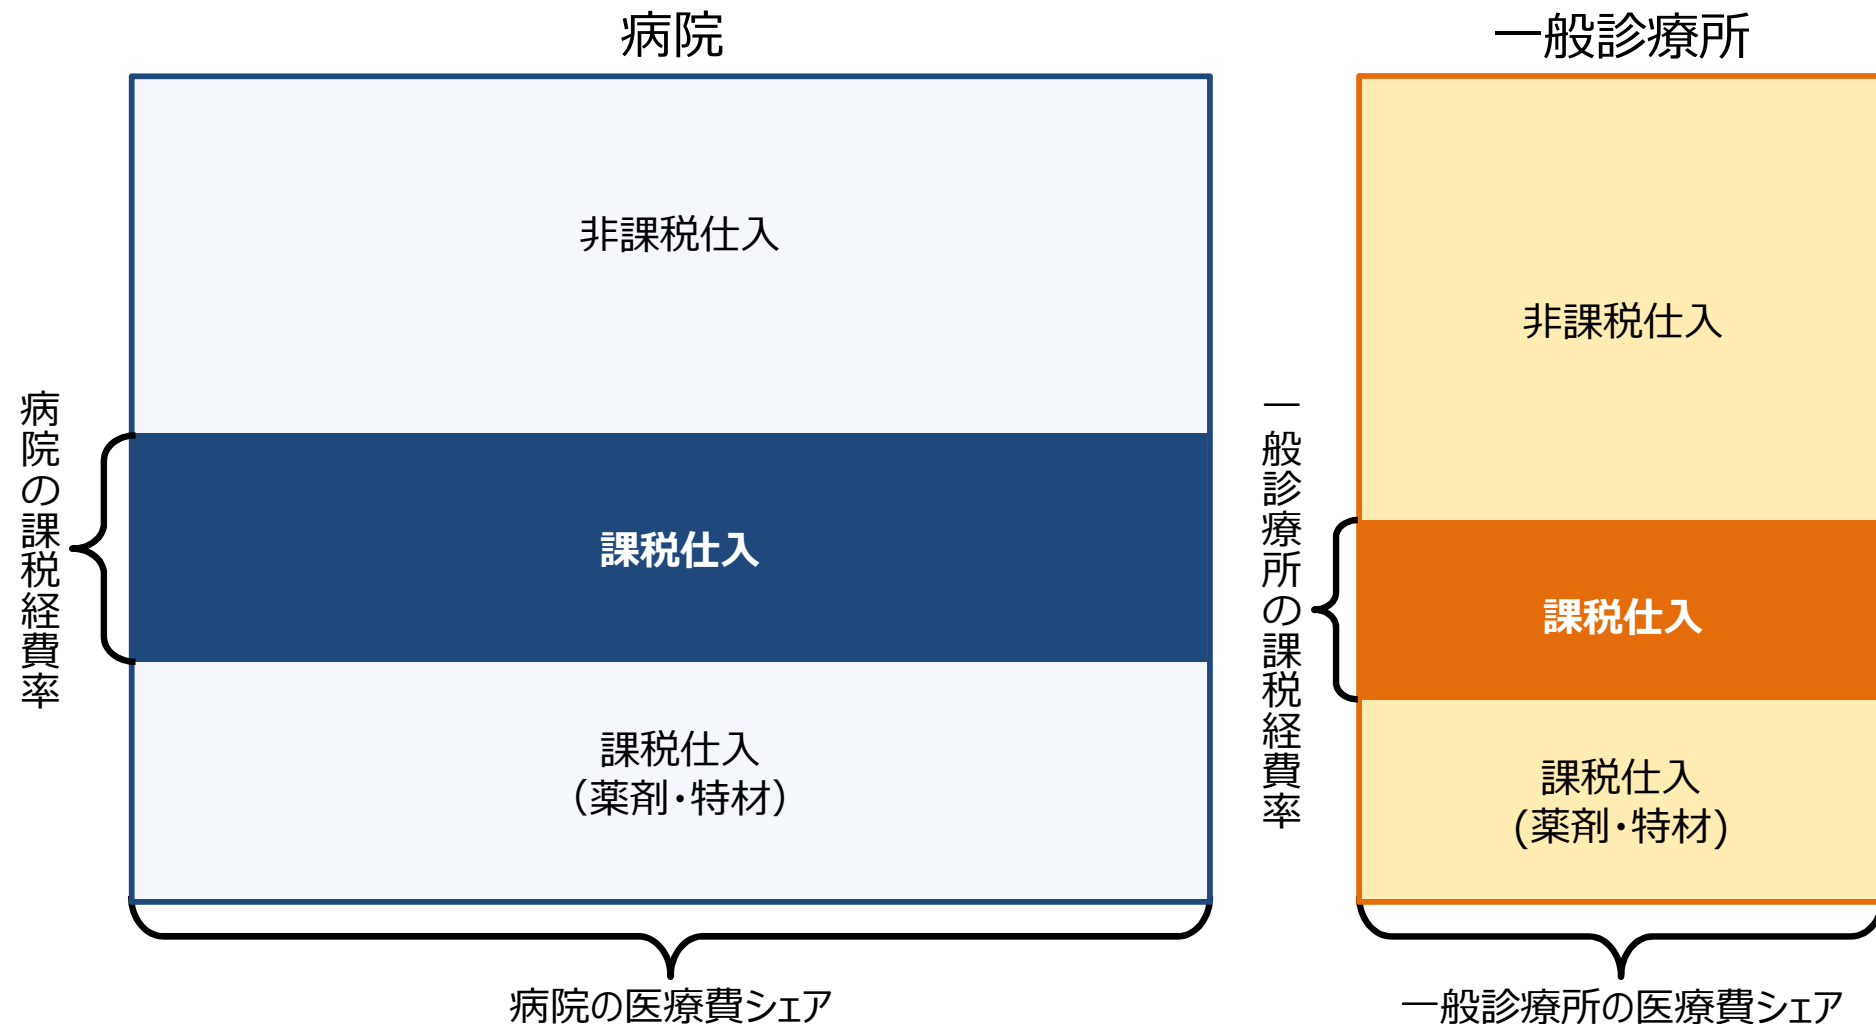 病院
一般診療所
非課税仕入
非課税仕入
病院の課税経費率
一般診療所の課税経費率
課税仕入
課税仕入
課税仕入
（薬剤・特材）
課税仕入
(薬剤・特材)
病院の医療費シェア
一般診療所の医療費シェア